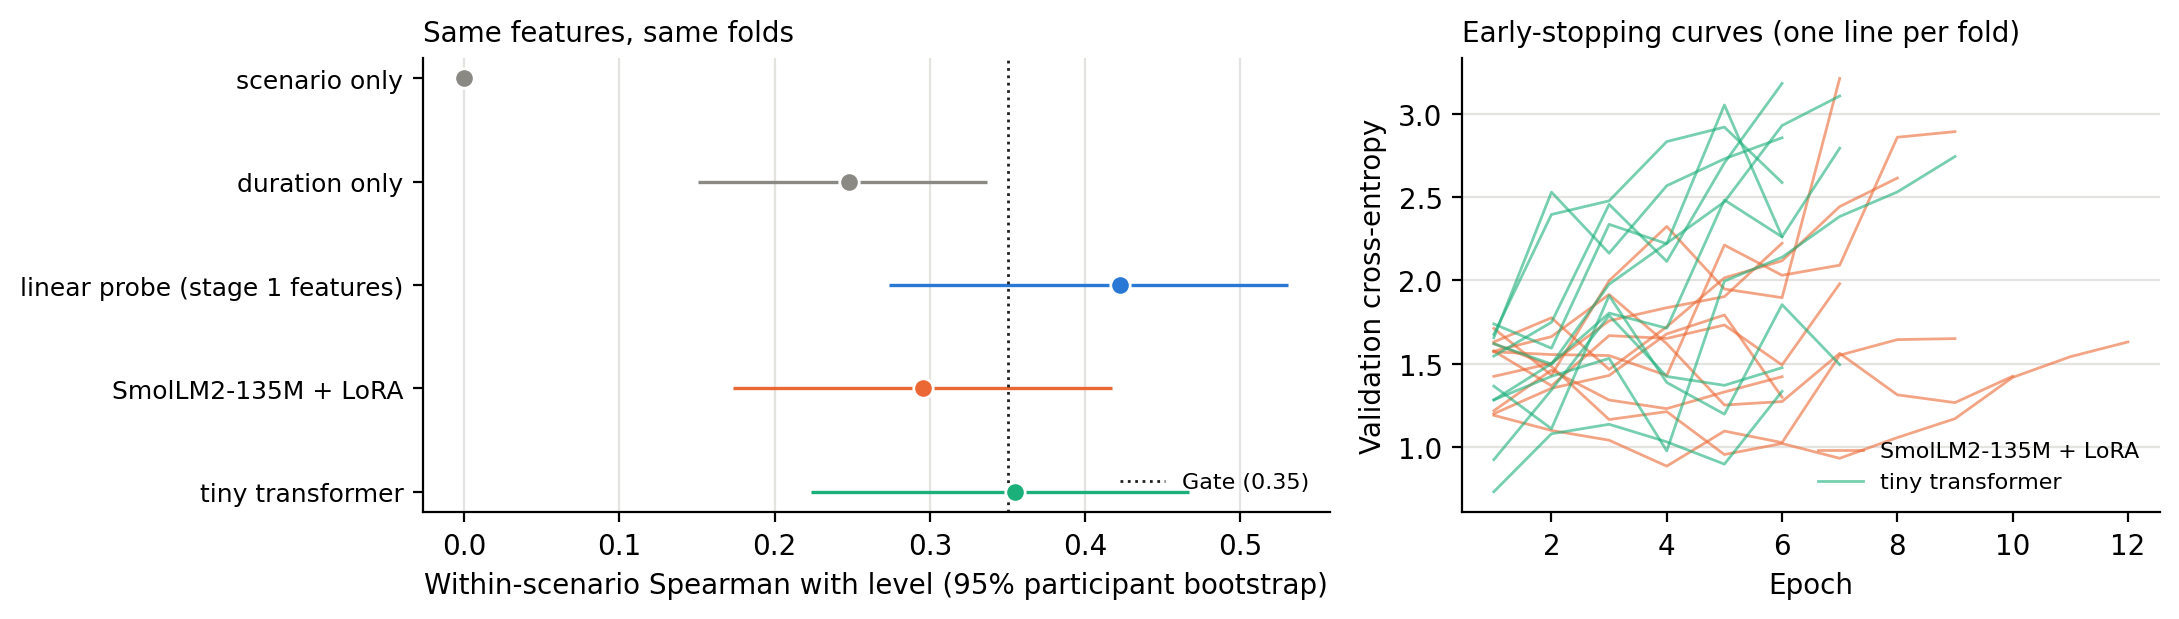 Same features, same folds
scenario only
duration only
linear probe (stage 1 features)
SmolLM2-135M + LoRA
tiny transformer
Gate (0.35)
0.0 0.1 0.2 0.3 0.4 0.5
Within-scenario Spearman with level (95% participant bootstrap)
Early-stopping curves (one line per fold)
Validation cross-entropy
3.0
2.5
2.0
1.5
1.0
SmolLM2-135M + LoRA
tiny transformer
2 4 6 8 10 12
Epoch